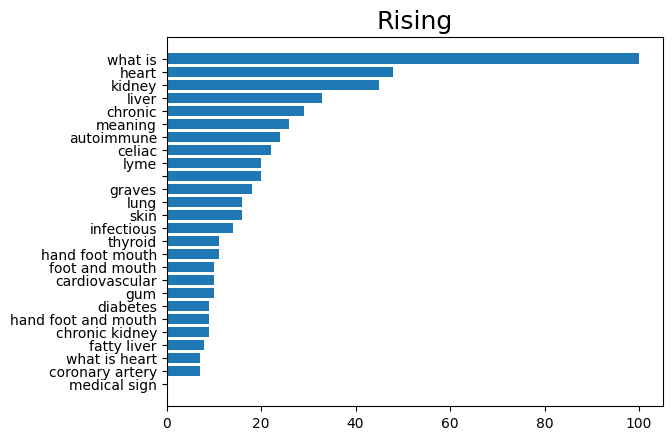 Rising
what is
heart
kidney
liver
chronic
meaning
autoimmune
celiac
lyme
graves
lung
skin
infectious
thyroid
hand foot mouth
foot and mouth
cardiovascular
gum
diabetes
hand foot and mouth
chronic kidney
fatty liver
what is heart
coronary artery
medical sign
0 20 40 60 80 100